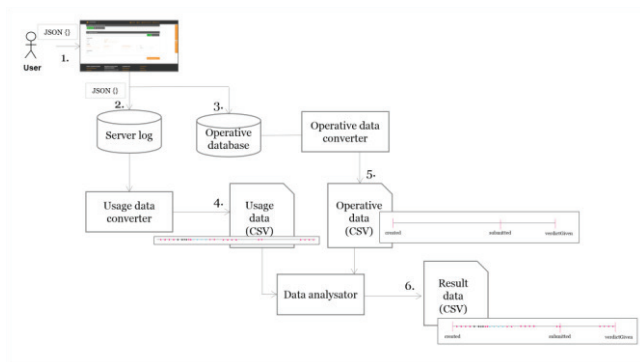 JSON {}
1.
User
JSON {}
2.
3.
Server log
Operative
database
Operative data
converter
5.
Usage data
converter
4.
Usage
data
(CSV)
Operative
data
(CSV)
created
submitted
verdictGiven
Data analysator
6.
Result
data
(CSV)
created
submitted
verdictGiven